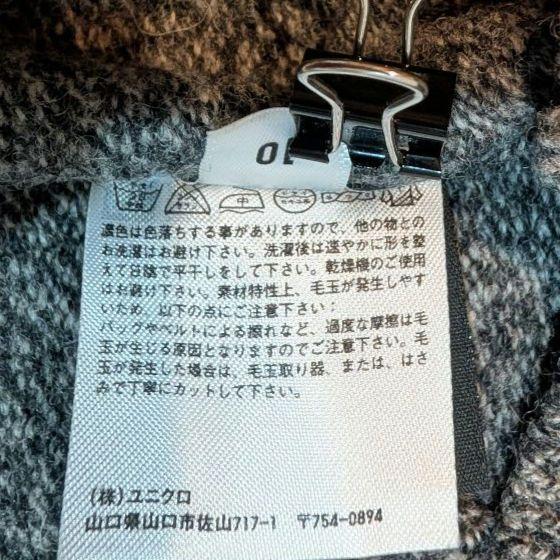 中
濃色は色落ちする事がありますので、他の物との
お洗濯はお避け下さい。洗濯後は速やかに形を整
えて日陰で平干しをして下さい。乾燥機のご使用
はお避け下さい。素材特性上、毛玉が発生しやす
いため、以下の点にご注意下さい:
バッグやベルトによる擦れなど、過度な摩擦は毛
玉が生じる原因となりますのでご注意下さい。毛
玉が発生した場合は、毛玉取り器、または、はさ
みで丁寧にカットして下さい。
(株)ユニクロ
山口県山口市佐山717-1 〒754-0894